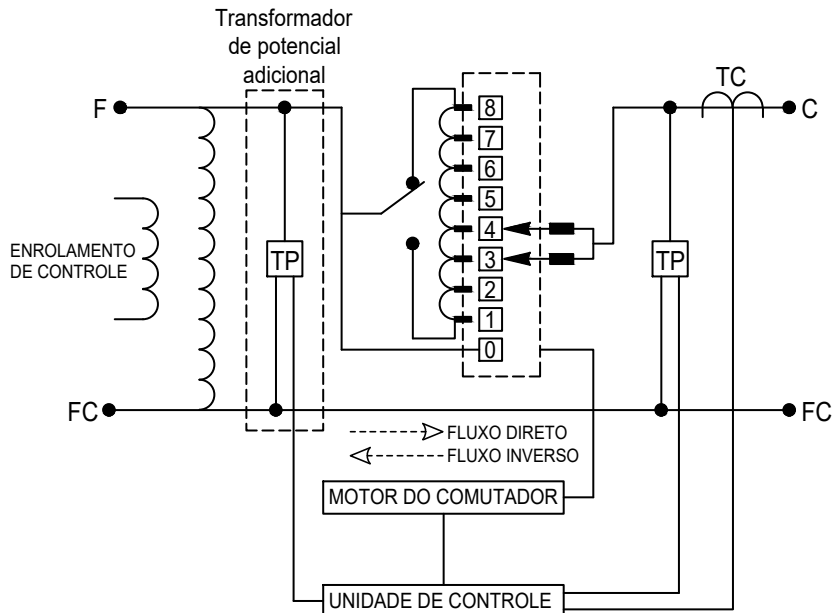 Transformador
de potencial
adicional
TC
F
C
8
7
6
5
4
3
2
1
0
ENROLAMENTO
DE CONTROLE
TP
TP
FC
FC
FLUXO DIRETO
FLUXO INVERSO
MOTOR DO COMUTADOR
UNIDADE DE CONTROLE